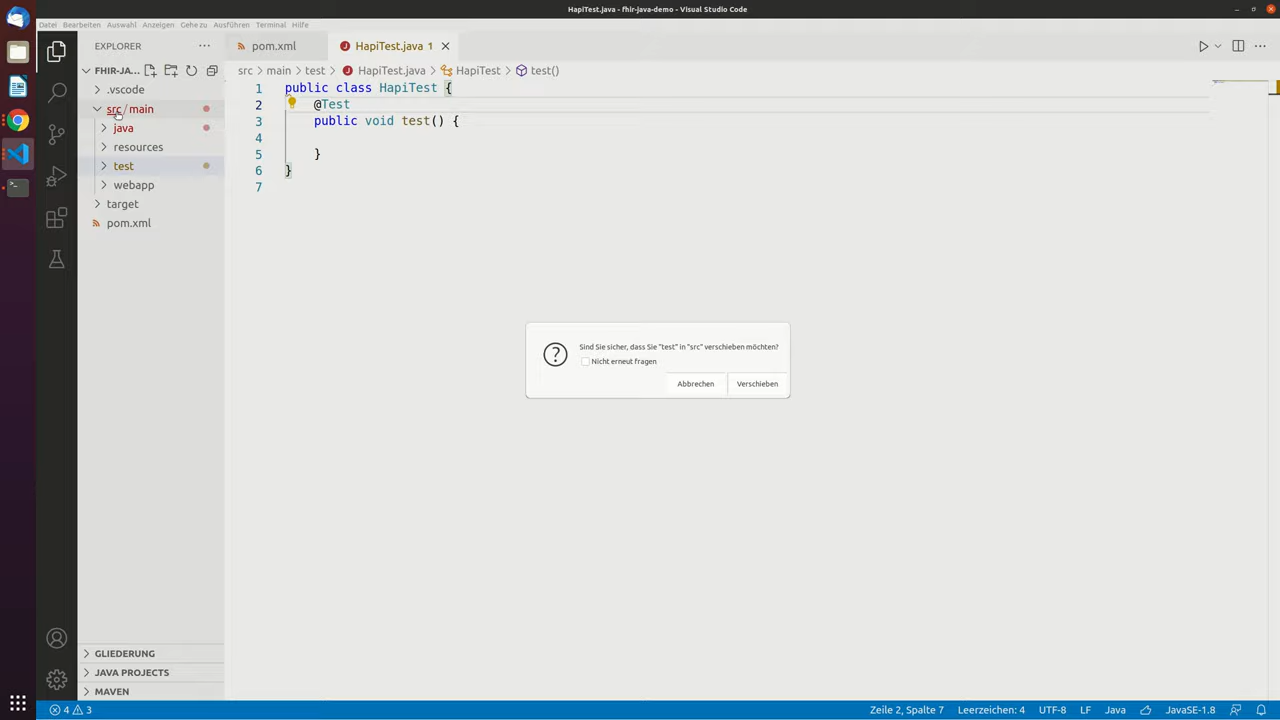 HapiTest.java - fhir-java-demo - Visual Studio Code
Datei Bearbeiten Auswahl Anzeigen Gehe zu Ausführen Terminal Hilfe
EXPLORER
FHIR-JA...
.vscode
src / main
java
resources
test
webapp
target
pom.xml
GLIEDERUNG
JAVA PROJECTS
MAVEN
pom.xml
HapiTest.java 1
src > main > test > HapiTest.java > HapiTest > test()
1 public class HapiTest {
2 @Test
3 public void test() {
4
5 }
6 }
7
Sind Sie sicher, dass Sie "test" in "src" verschieben möchten?
Nicht erneut fragen
Abbrechen Verschieben
4 3 Zeile 2, Spalte 7 Leerzeichen: 4 UTF-8 LF Java JavaSE-1.8